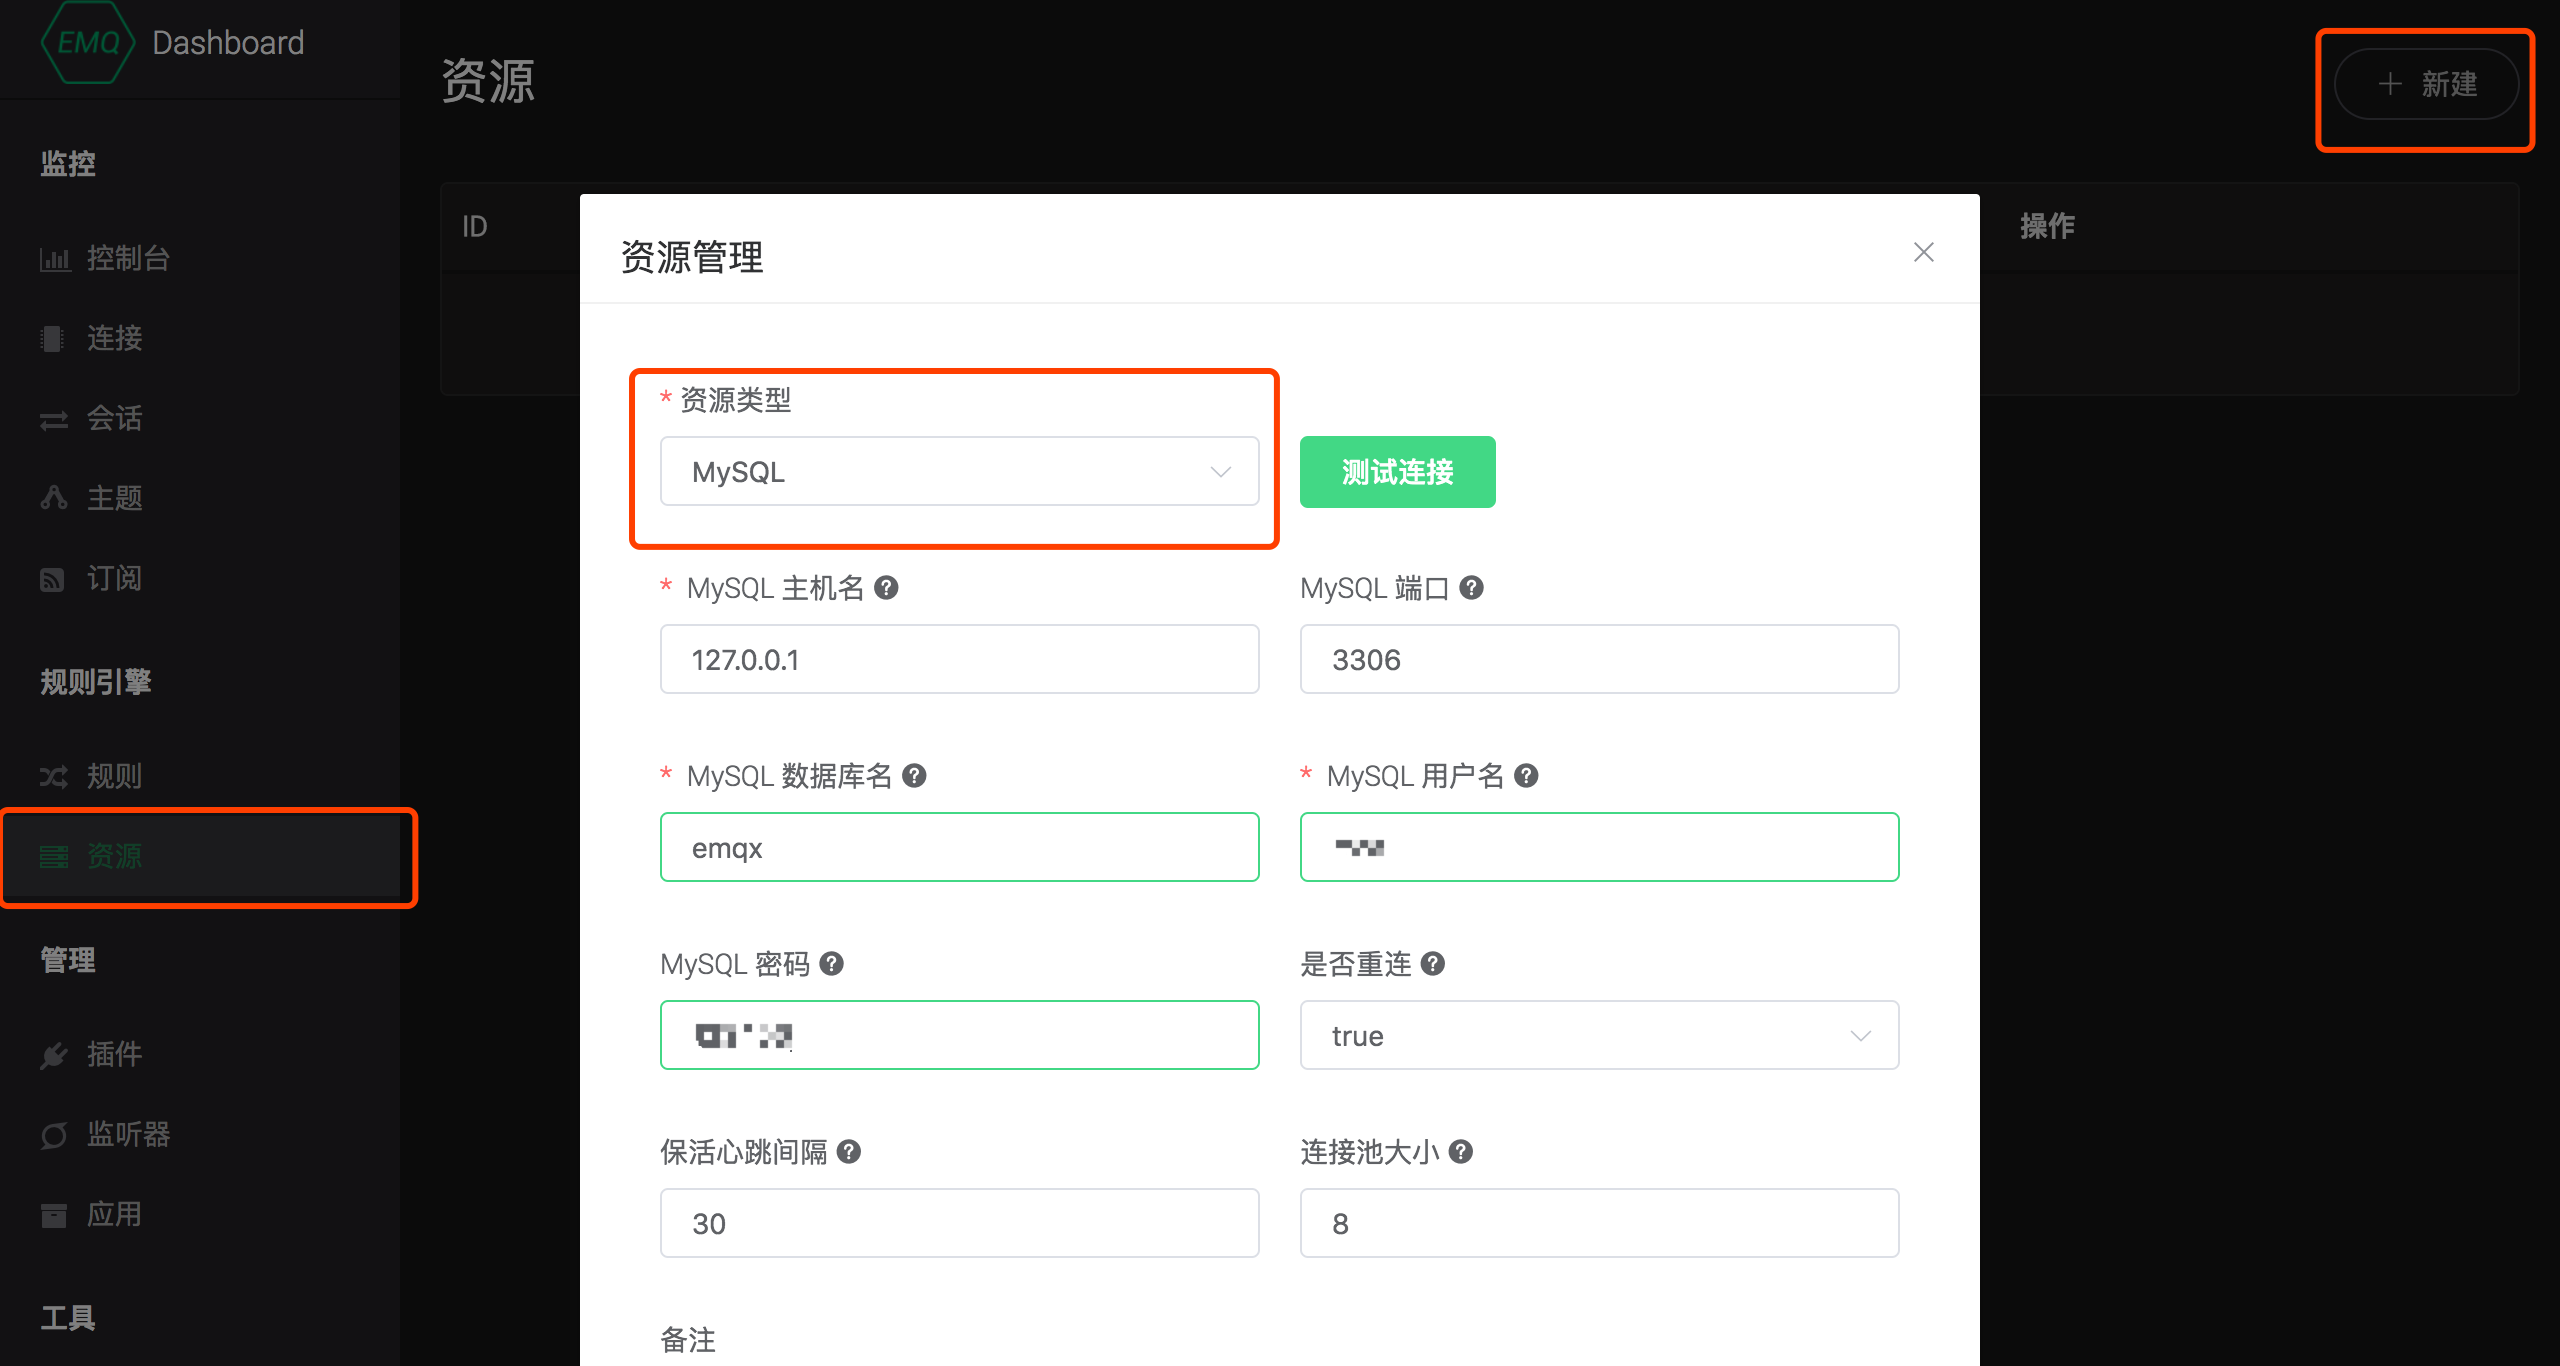 EMQ Dashboard
监控
控制台
连接
会话
主题
订阅
规则引擎
规则
资源
管理
插件
监听器
应用
工具
资源
+ 新建
ID
操作
资源管理
* 资源类型
MySQL
测试连接
* MySQL 主机名
MySQL 端口
127.0.0.1
3306
* MySQL 数据库名
* MySQL 用户名
emqx
MySQL 密码
是否重连
true
保活心跳间隔
连接池大小
30
8
备注